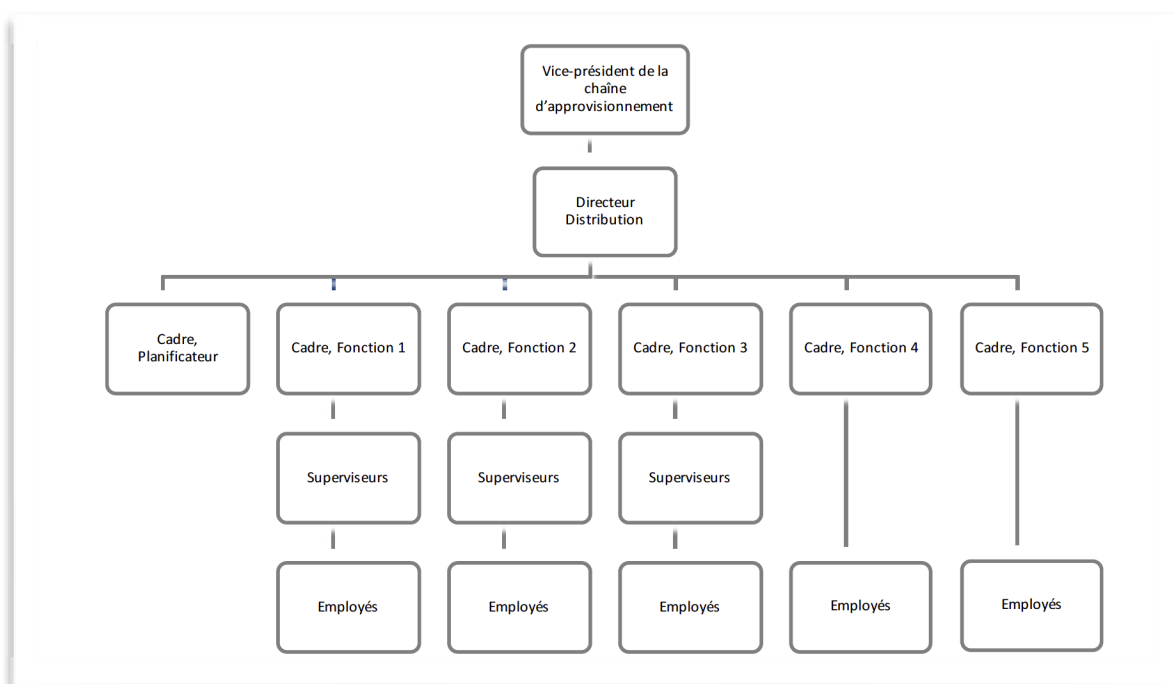 Vice-président de la
chaîne
d’approvisionnement
Directeur
Distribution
Cadre,
Planificateur
Cadre, Fonction 1
Cadre, Fonction 2
Cadre, Fonction 3
Cadre, Fonction 4
Cadre, Fonction 5
Superviseurs
Superviseurs
Superviseurs
Employés
Employés
Employés
Employés
Employés